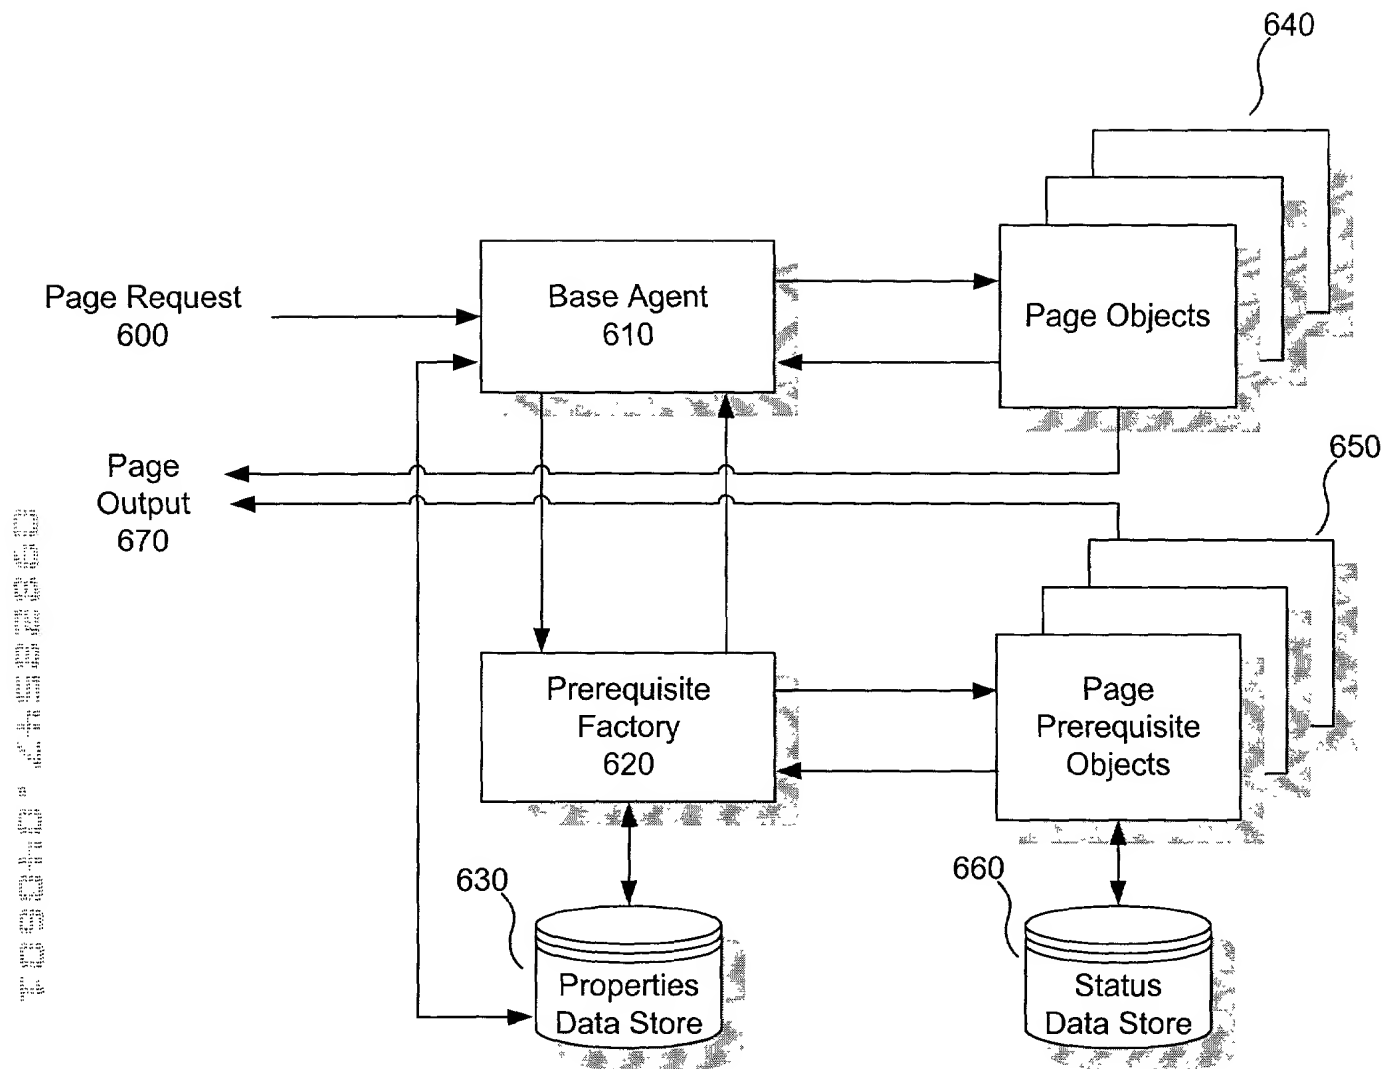 640
Page Request
600
Base Agent
610
Page Objects
Page
Output
670
650
Prerequisite
Factory
620
Page
Prerequisite
Objects
630
660
Properties
Data Store
Status
Data Store